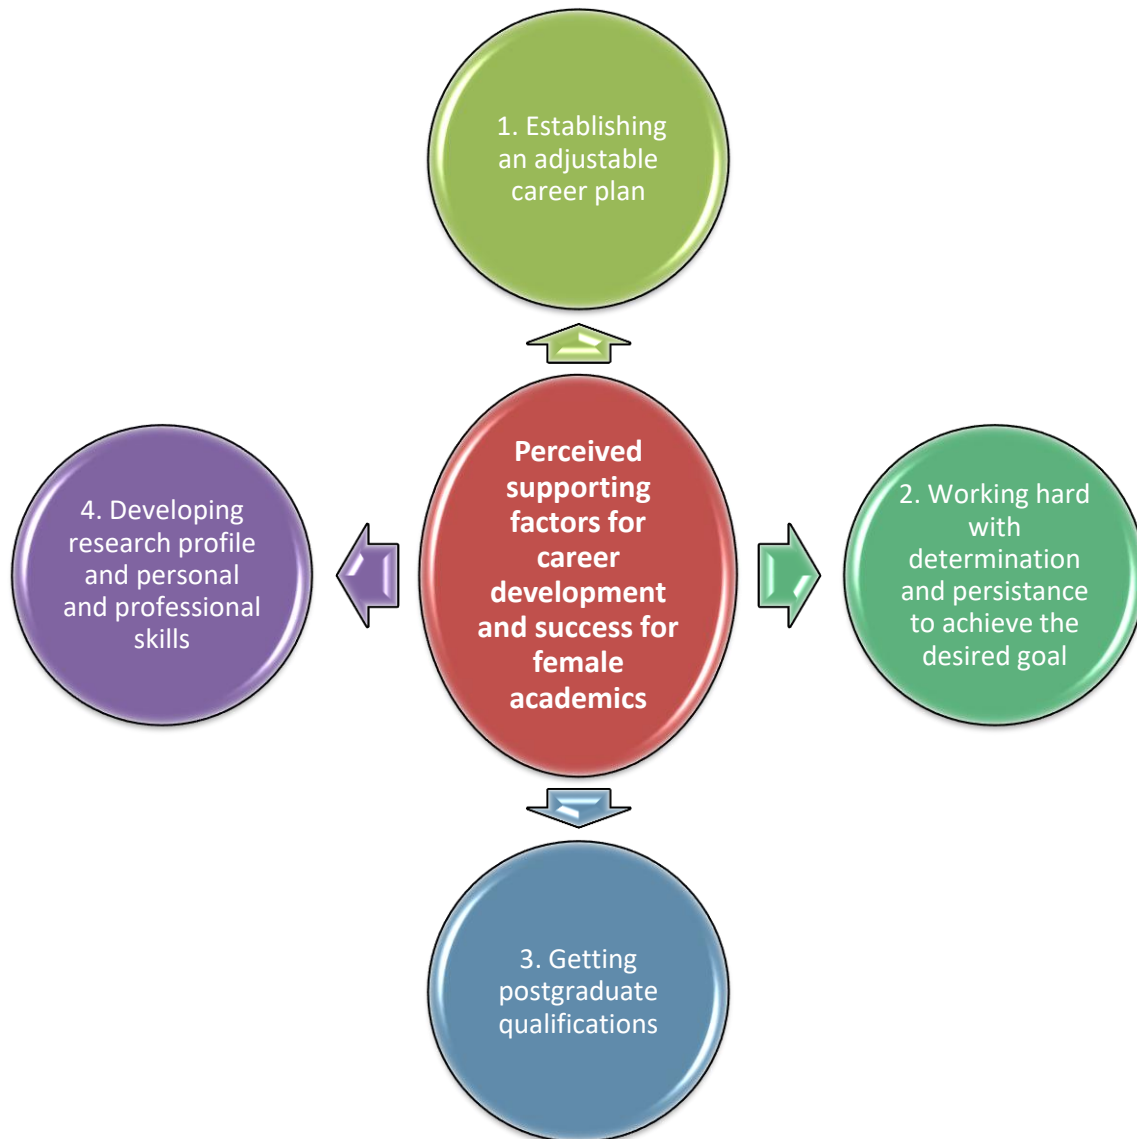 1. Establishing
an adjustable
career plan
Perceived
supporting
factors for
career
development
and success for
female
academics
2. Working hard
with
determination
and persistance
to achieve the
desired goal
3. Getting
postgraduate
qualifications
4. Developing
research profile
and personal
and professional
skills